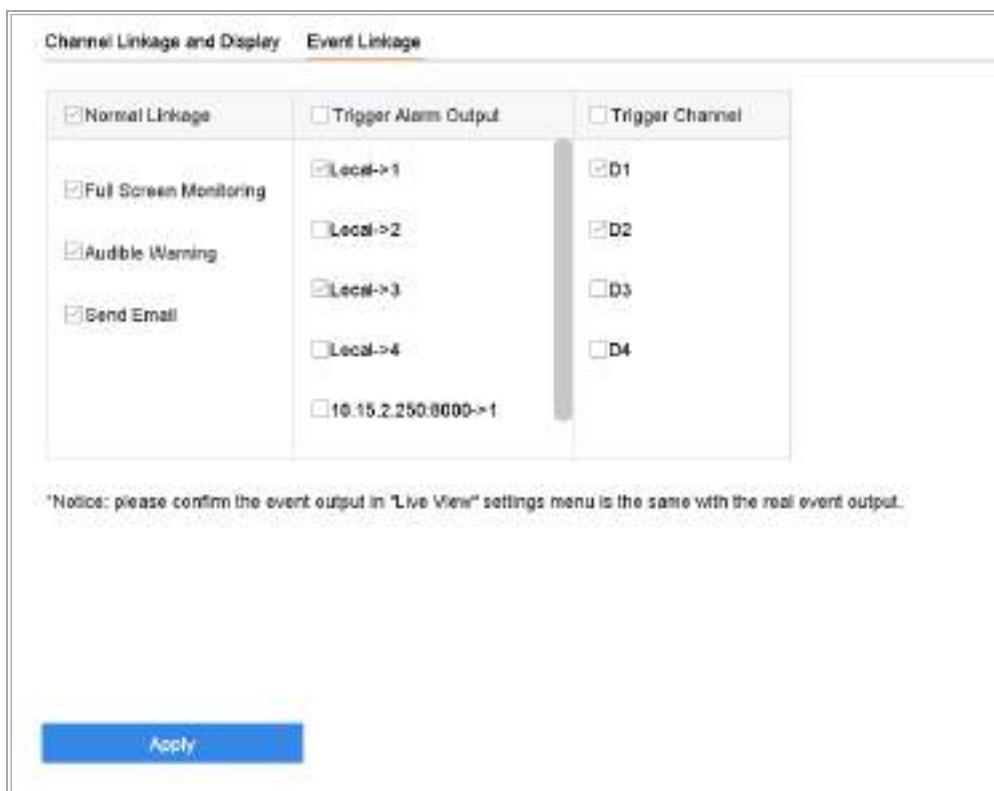 Channel Linkage and Display Event Linkage
Normal Linkage Trigger Alarm Output Trigger Channel
Full Screen Monitoring
Audible Warning
Send Email
Local->1
Local->2
Local->3
Local->4
10.15.2.250:8000->1
D1
D2
D3
D4
*Notice: please confirm the event output in "Live View" settings menu is the same with the real event output.
Apply